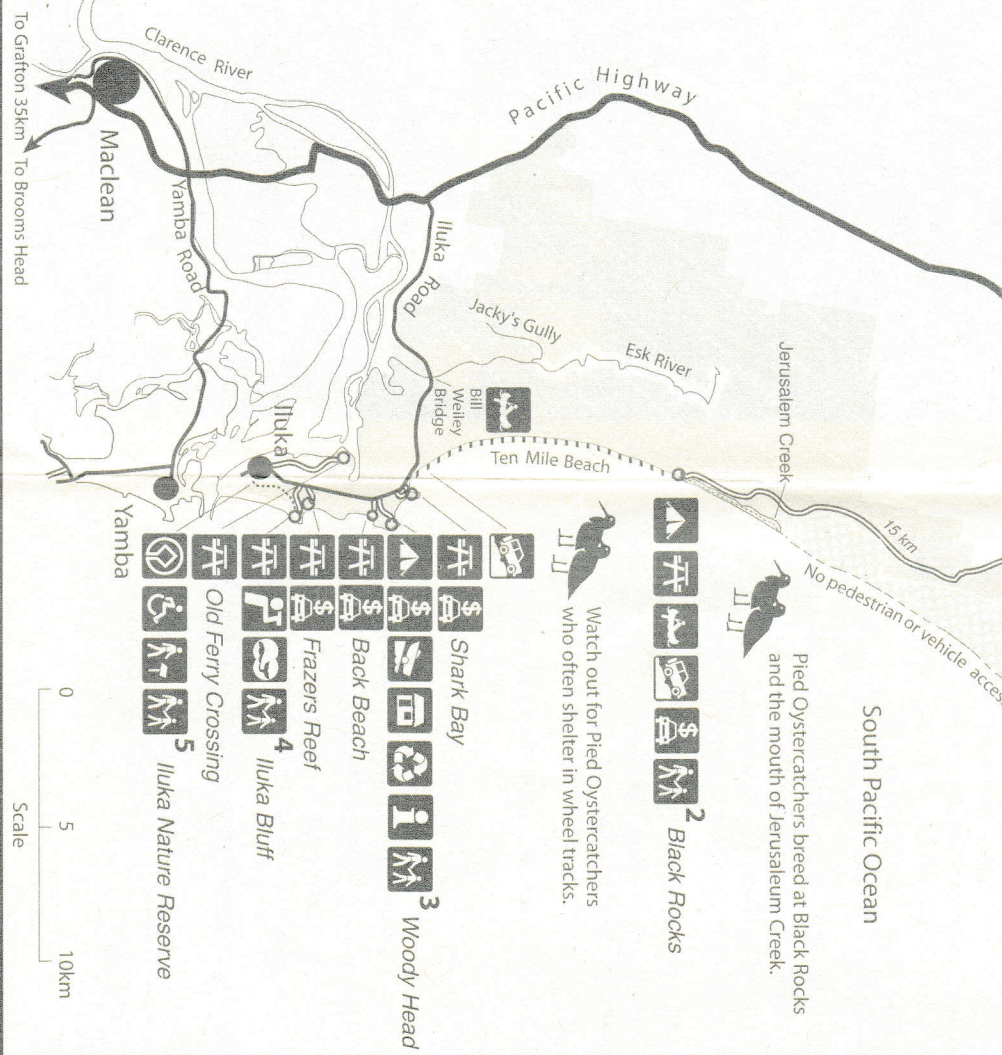 Pacific Highway
15 km
No pedestrian or vehicle access
South Pacific Ocean
Jerusalem Creek
Pied Oystercatchers breed at Black Rocks
and the mouth of Jerusaleum Creek.
Esk River
Jacky's Gully
2 Black Rocks
Ten Mile Beach
Watch out for Pied Oystercatchers
who often shelter in wheel tracks.
Bill
Weiley
Bridge
Iluka Road
Clarence River
Shark Bay
3 Woody Head
Back Beach
Frazers Reef
Iluka
4 Iluka Bluff
Old Ferry Crossing
5 Iluka Nature Reserve
Yamba Road
Maclean
Yamba
To Grafton 35km
To Brooms Head
0
5
10km
Scale
$
$
$
$
$